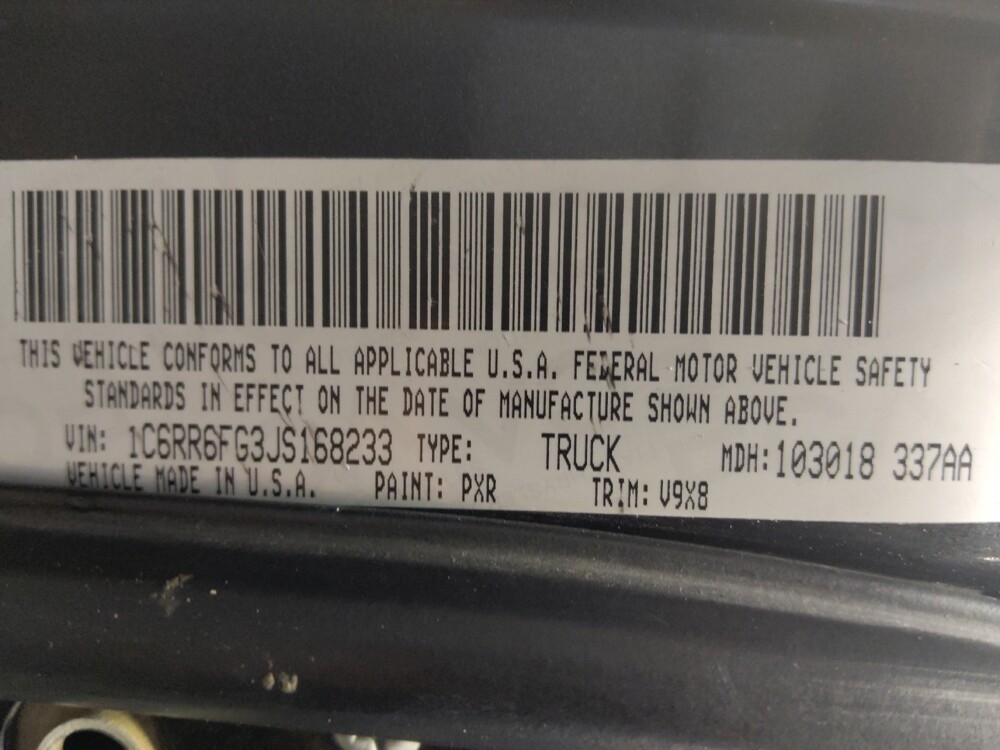 THIS VEHICLE CONFORMS TO ALL APPLICABLE U.S.A. FEDERAL MOTOR VEHICLE SAFETY
STANDARDS IN EFFECT ON THE DATE OF MANUFACTURE SHOWN ABOVE.
VIN: 1C6RR6FG3JS168233 TYPE: TRUCK MDH:103018 337AA
VEHICLE MADE IN U.S.A. PAINT: PXR TRIM: V9X8